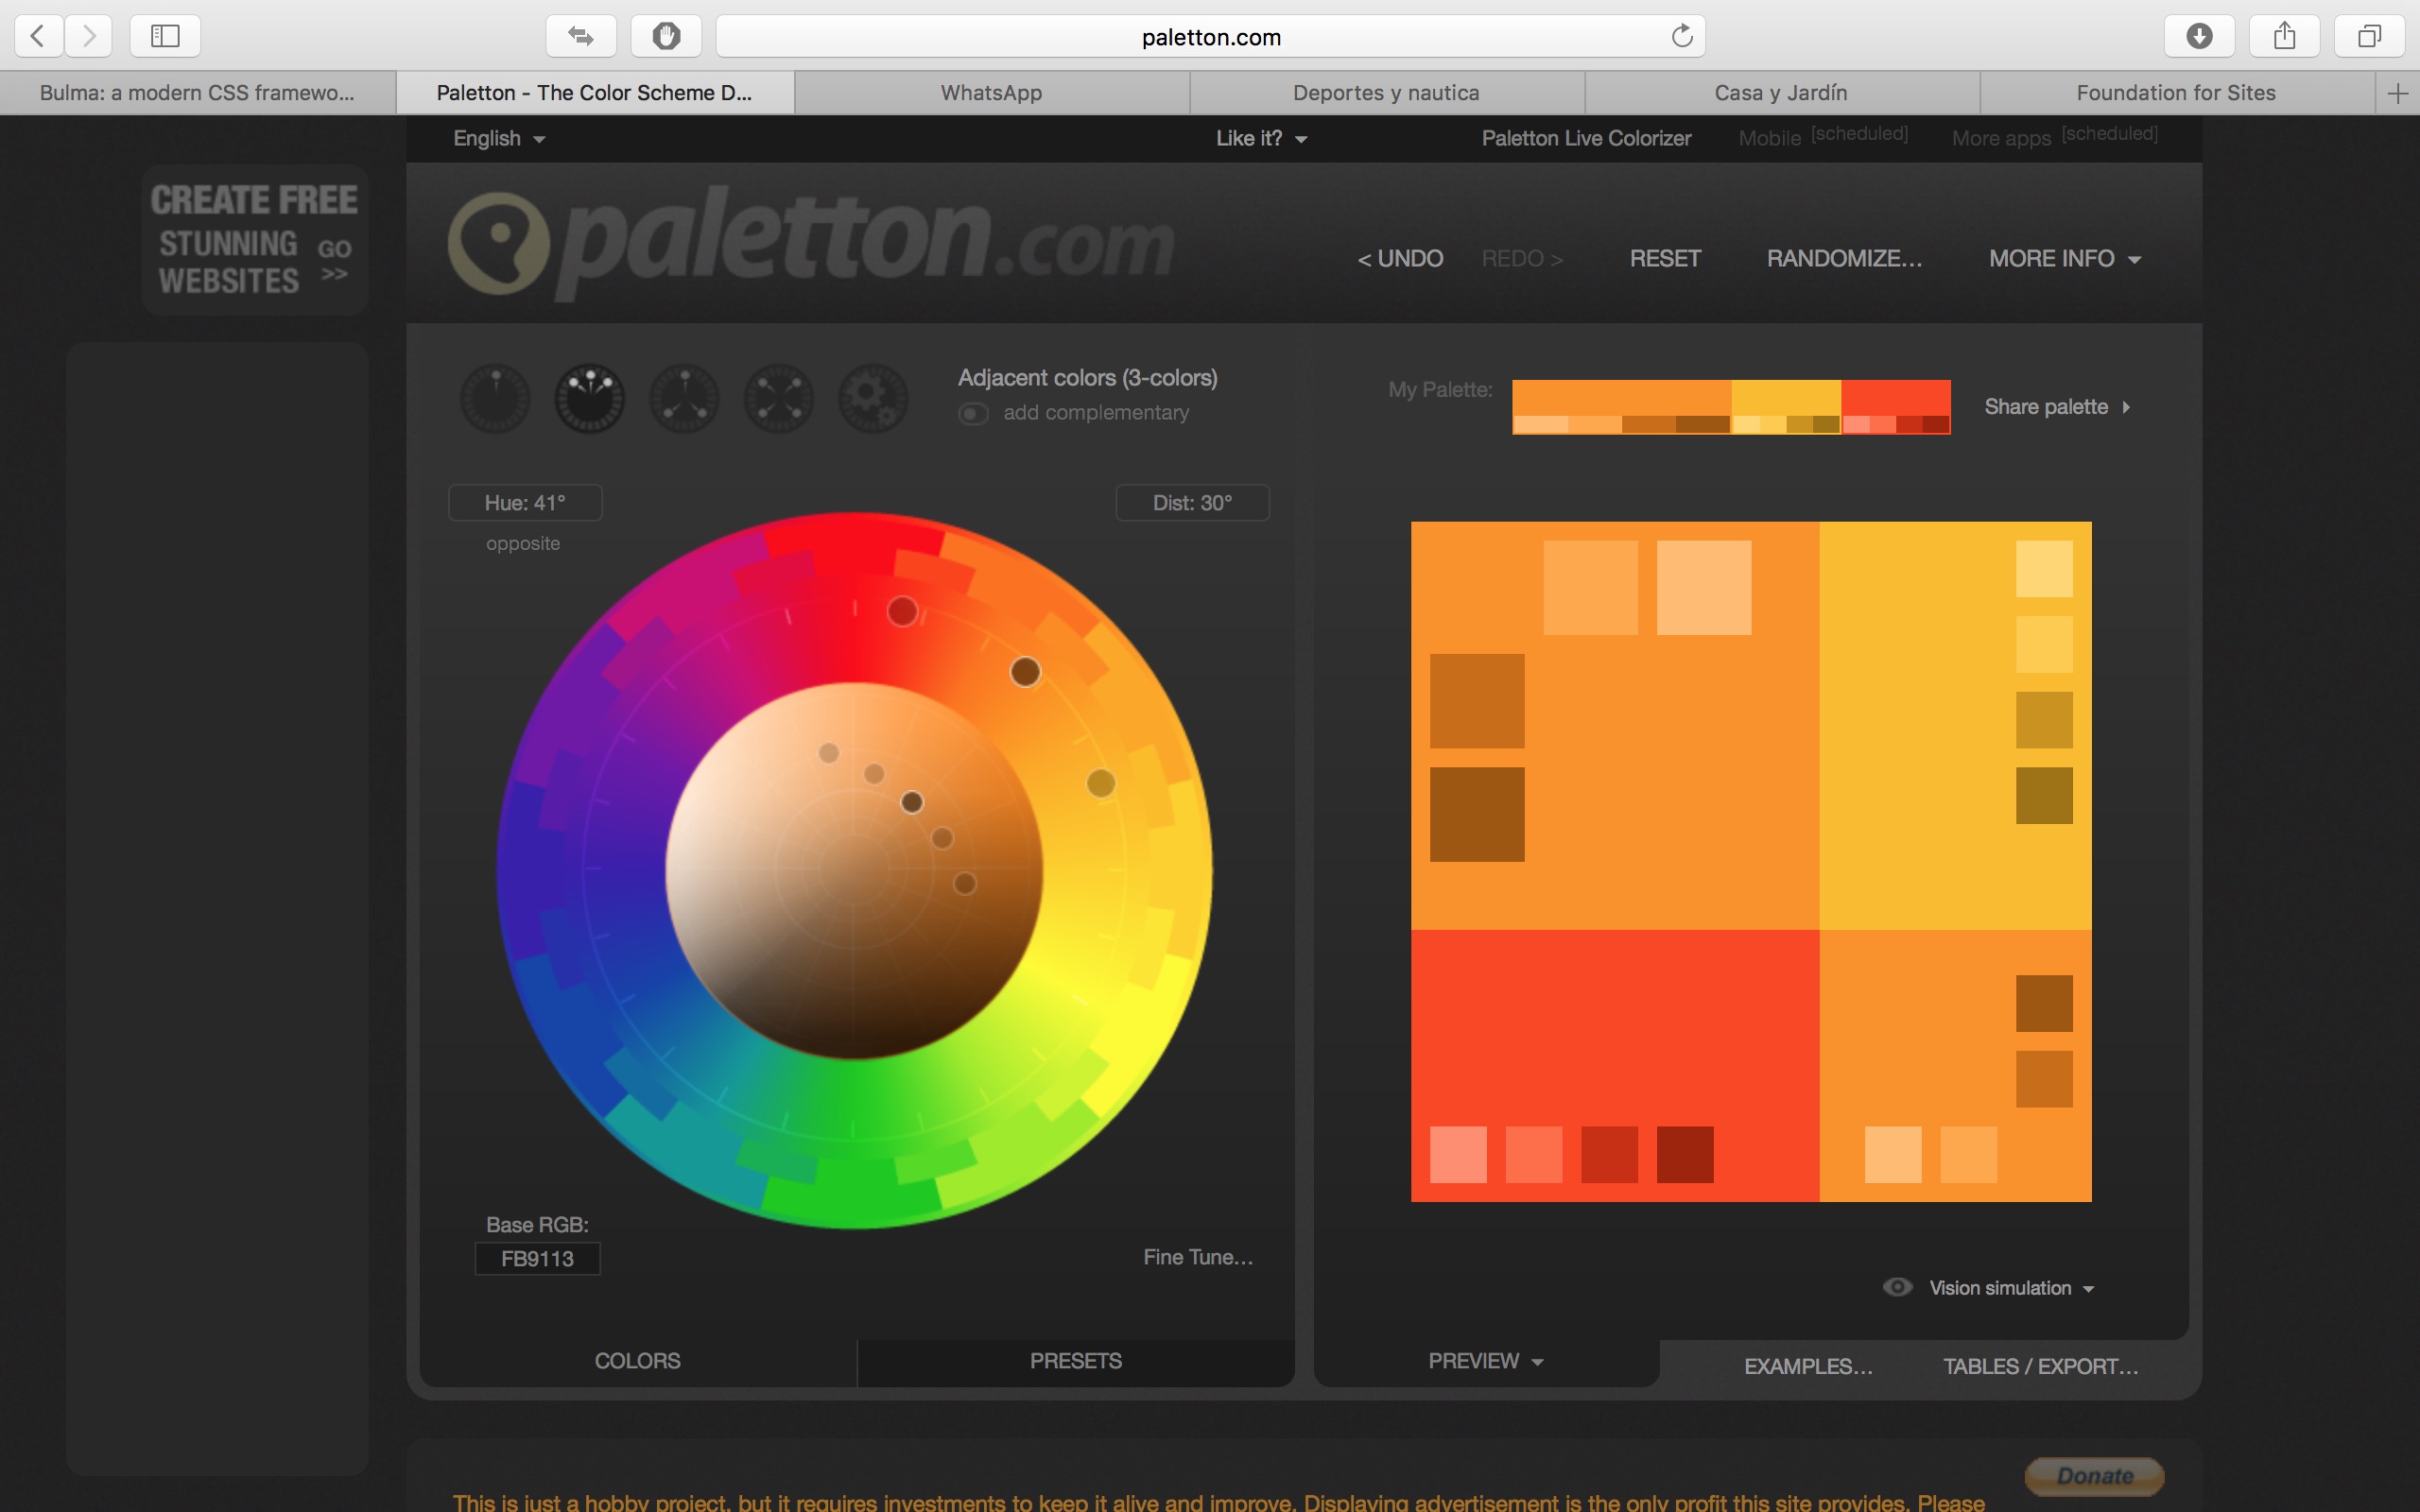 paletton.com
Bulma: a modern CSS framewo...
Paletton - The Color Scheme D...
WhatsApp
Deportes y nautica
Casa y Jardín
Foundation for Sites
English
Like it?
Paletton Live Colorizer
Mobile [scheduled]
More apps [scheduled]
CREATE FREE
STUNNING
WEBSITES
GO
>>
paletton.com
< UNDO
REDO >
RESET
RANDOMIZE...
MORE INFO
Adjacent colors (3-colors)
add complementary
My Palette:
Share palette
Hue: 41°
opposite
Dist: 30°
Base RGB:
FB9113
Fine Tune...
Vision simulation
COLORS
PRESETS
PREVIEW
EXAMPLES...
TABLES / EXPORT...
Donate
This is just a hobby project, but it requires investments to keep it alive and improve. Displaying advertisement is the only profit this site provides. Please